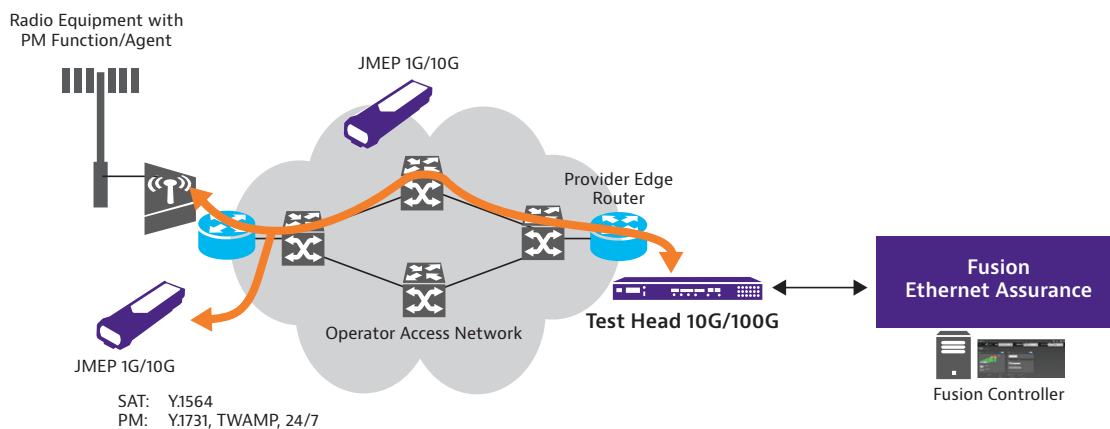 Radio Equipment with
PM Function/Agent
JMEP 1G/10G
Provider Edge
Router
Fusion
Ethernet Assurance
Test Head 10G/100G
Operator Access Network
JMEP 1G/10G
Fusion Controller
SAT: Y.1564
PM: Y.1731, TWAMP, 24/7